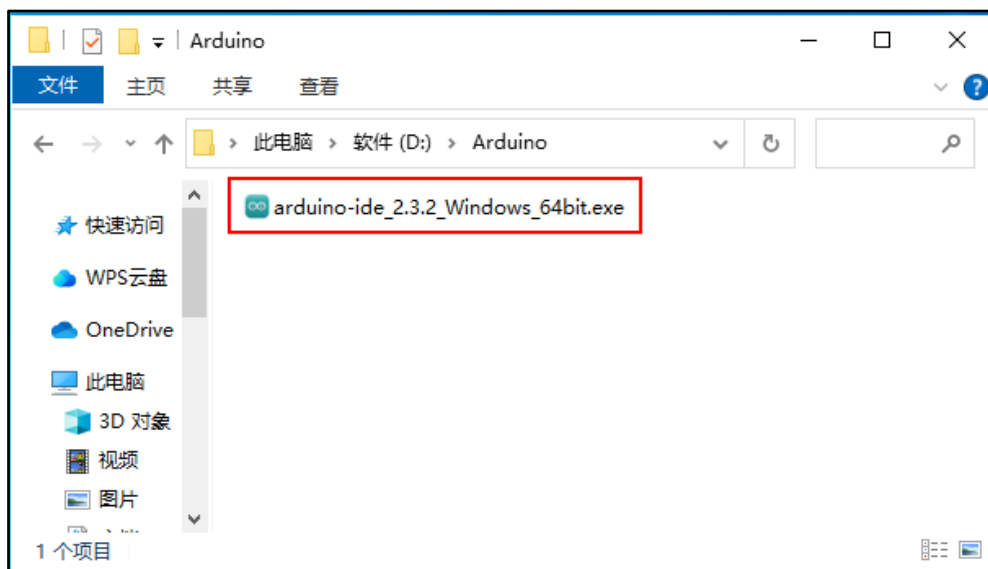 Arduino
文件 主页 共享 查看
此电脑 › 软件 (D:) › Arduino
arduino-ide_2.3.2_Windows_64bit.exe
快速访问
WPS云盘
OneDrive
此电脑
3D 对象
视频
图片
1 个项目